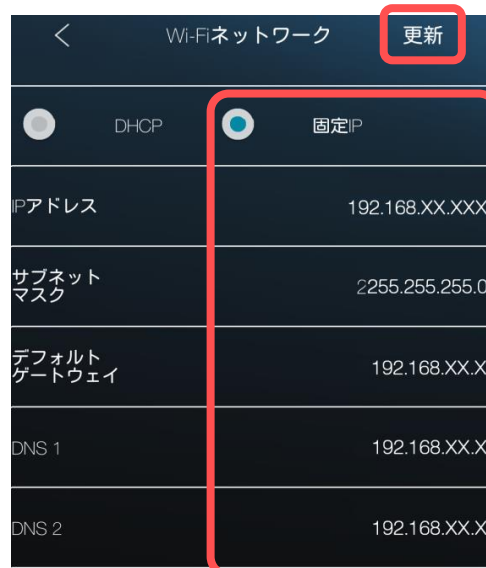 < Wi-Fiネットワーク 更新
DHCP 固定IP
IPアドレス 192.168.XX.XXX
サブネット
マスク 2255.255.255.0
デフォルト
ゲートウェイ 192.168.XX.X
DNS 1 192.168.XX.X
DNS 2 192.168.XX.X